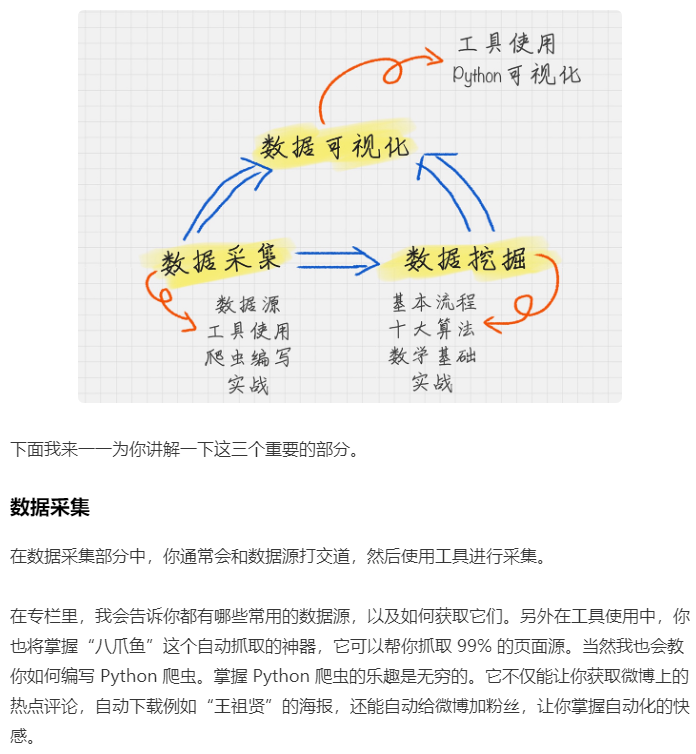 工具使用
Python可视化
数据可视化
数据采集
数据挖掘
数据源
工具使用
爬虫编写
实战
基本流程
十大算法
数学基础
实战
下面我来一一为你讲解一下这三个重要的部分。
数据采集
在数据采集部分中，你通常会和数据源打交道，然后使用工具进行采集。
在专栏里，我会告诉你都有哪些常用的数据源，以及如何获取它们。另外在工具使用中，你
也将掌握“八爪鱼”这个自动抓取的神器，它可以帮你抓取 99% 的页面源。当然我也会教
你如何编写 Python 爬虫。掌握 Python 爬虫的乐趣是无穷的。它不仅能让你获取微博上的
热点评论，自动下载例如“王祖贤”的海报，还能自动给微博加粉丝，让你掌握自动化的快
感。